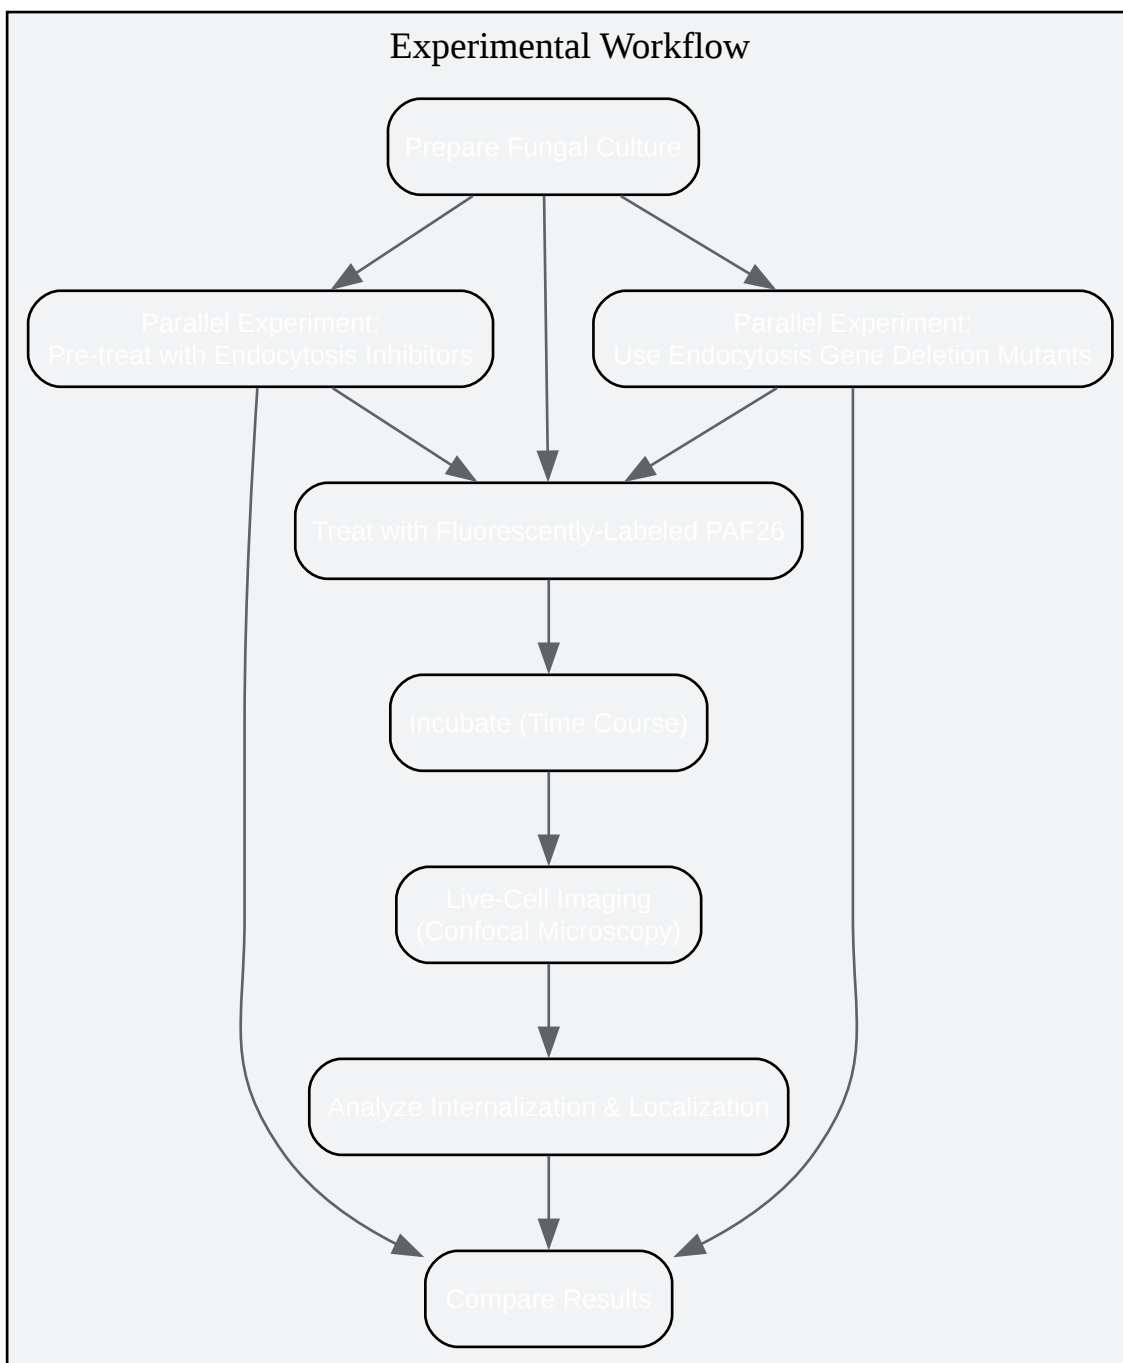 Experimental Workflow
Prepare Fungal Culture
Parallel Experiment:
Pre-treat with Endocytosis Inhibitors
Parallel Experiment:
Use Endocytosis Gene Deletion Mutants
Treat with Fluorescently-Labeled PAF26
Incubate (Time Course)
Live-Cell Imaging
(Confocal Microscopy)
Analyze Internalization & Localization
Compare Results